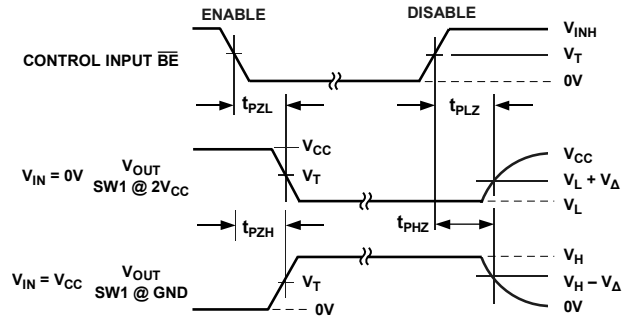 ENABLE DISABLE
V_INH
CONTROL INPUT B̅E̅ V_T
0V
t_PZL t_PLZ
V_CC V_CC
V_IN = 0V V_OUT V_T V_L + V_Δ
SW1 @ 2V_CC
V_L
t_PZH t_PHZ
V_H
V_IN = V_CC V_OUT V_T V_H – V_Δ
SW1 @ GND
0V 0V